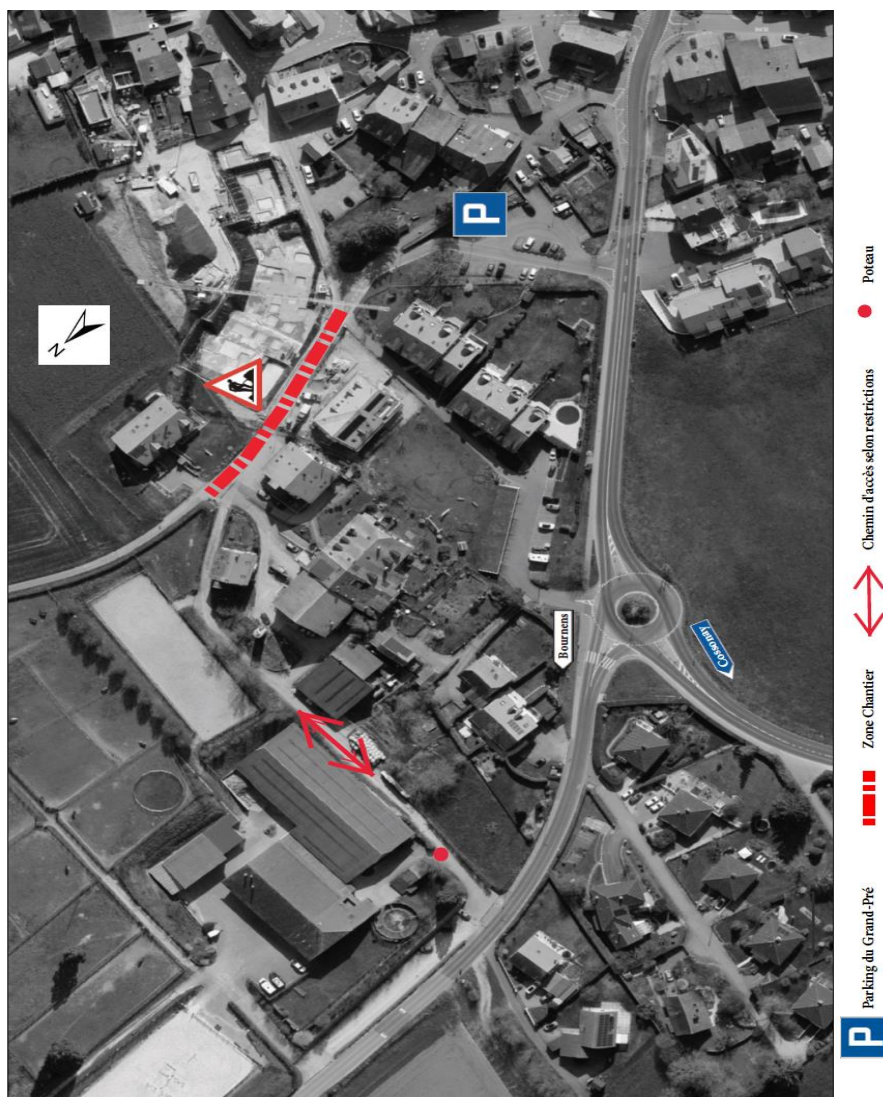 N
P
Bournens
Cossonay
P
Parking du Grand-Pré
Zone Chantier
Chemin d'accès selon restrictions
Poteau